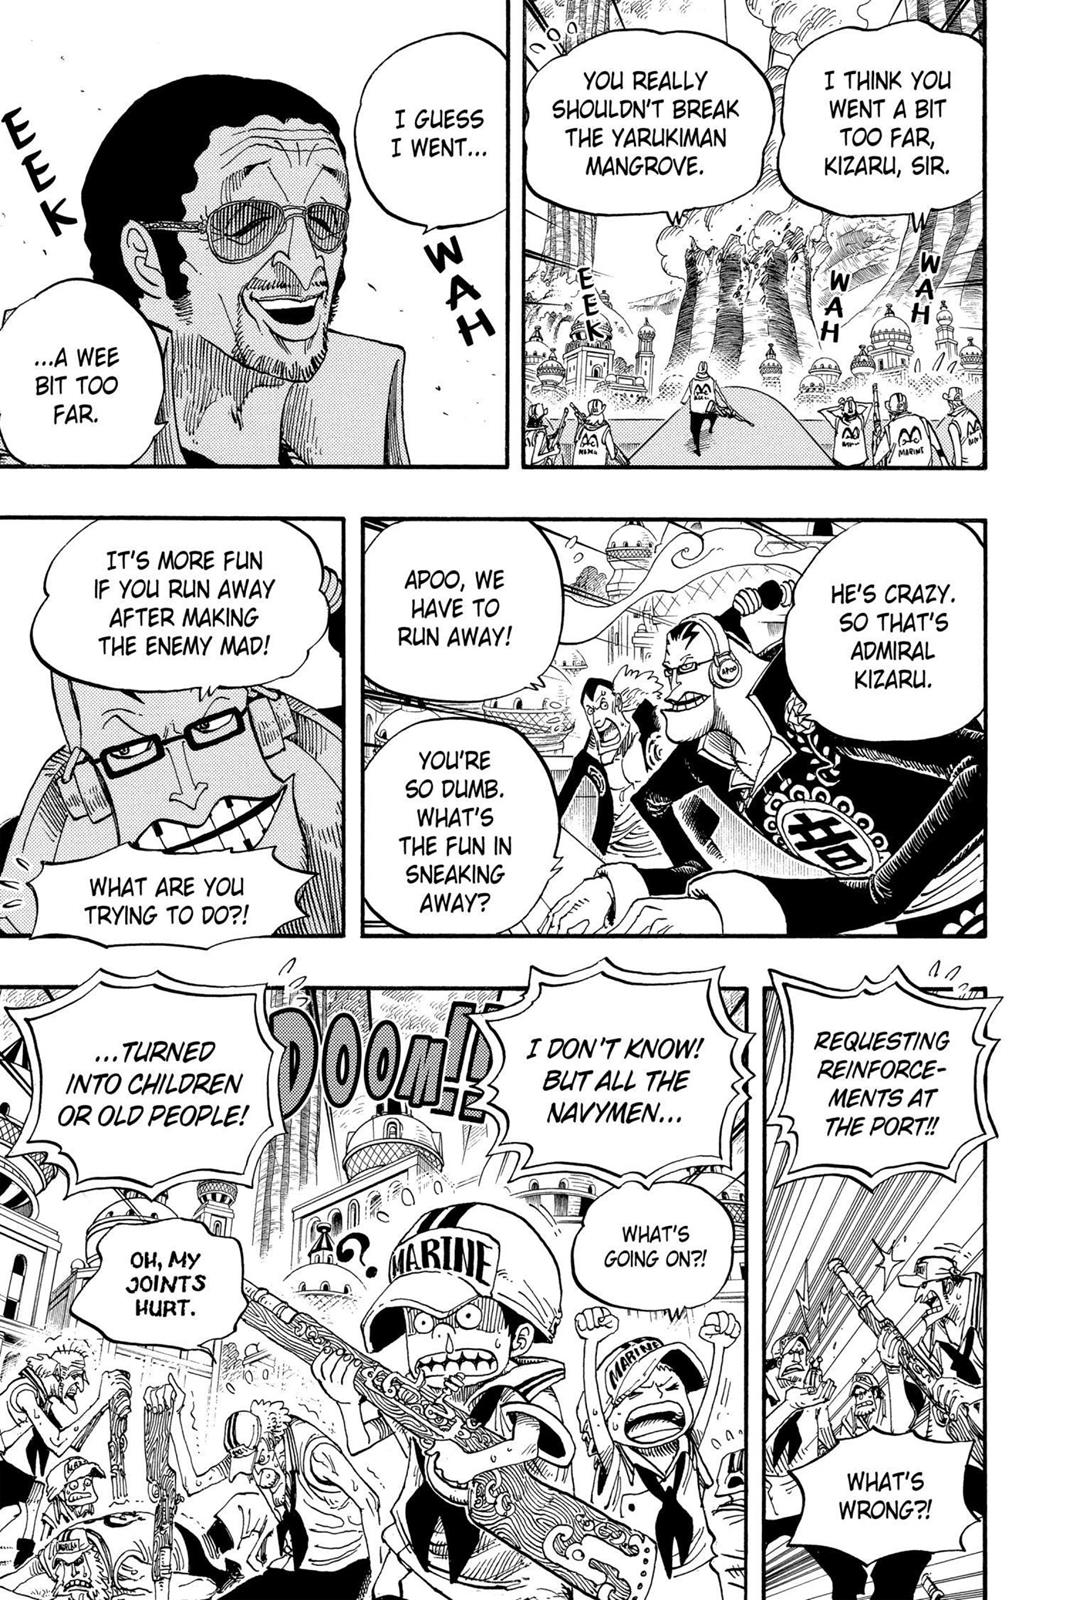 I THINK YOU
WENT A BIT
TOO FAR,
KIZARU, SIR.
YOU REALLY
SHOULDN'T BREAK
THE YARUKIMAN
MANGROVE.
WAH
WAH
EEK
MARINE
I GUESS
I WENT...
EEK
WAH
...A WEE
BIT TOO
FAR.
HE'S CRAZY.
SO THAT'S
ADMIRAL
KIZARU.
APOO, WE
HAVE TO
RUN AWAY!
APOO
YOU'RE
SO DUMB.
WHAT'S
THE FUN IN
SNEAKING
AWAY?
IT'S MORE FUN
IF YOU RUN AWAY
AFTER MAKING
THE ENEMY MAD!
WHAT ARE YOU
TRYING TO DO?!
REQUESTING
REINFORCE-
MENTS AT
THE PORT!!
WHAT'S
WRONG?!
I DON'T KNOW!
BUT ALL THE
NAVYMEN...
DOOM!!
WHAT'S
GOING ON?!
...TURNED
INTO CHILDREN
OR OLD PEOPLE!
OH, MY
JOINTS
HURT.
?
MARINE
MARINE